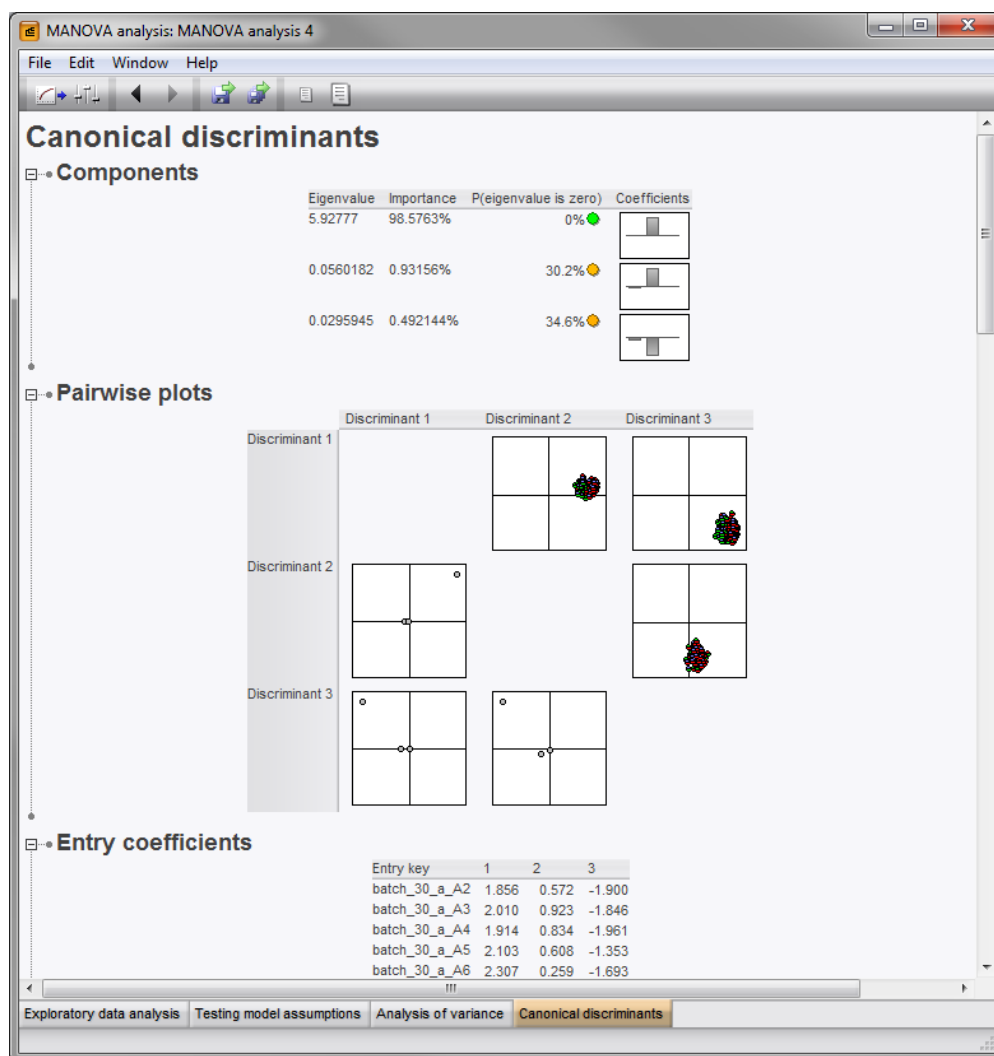 MANOVA analysis: MANOVA analysis 4
File Edit Window Help
Canonical discriminants
Components
Eigenvalue Importance P(eigenvalue is zero) Coefficients
5.92777 98.5763% 0%
0.0560182 0.93156% 30.2%
0.0295945 0.492144% 34.6%
Pairwise plots
Discriminant 1 Discriminant 2 Discriminant 3
Discriminant 1
Discriminant 2
Discriminant 3
Entry coefficients
Entry key 1 2 3
batch_30_a_A2 1.856 0.572 -1.900
batch_30_a_A3 2.010 0.923 -1.846
batch_30_a_A4 1.914 0.834 -1.961
batch_30_a_A5 2.103 0.608 -1.353
batch_30_a_A6 2.307 0.259 -1.693
Exploratory data analysis Testing model assumptions Analysis of variance Canonical discriminants